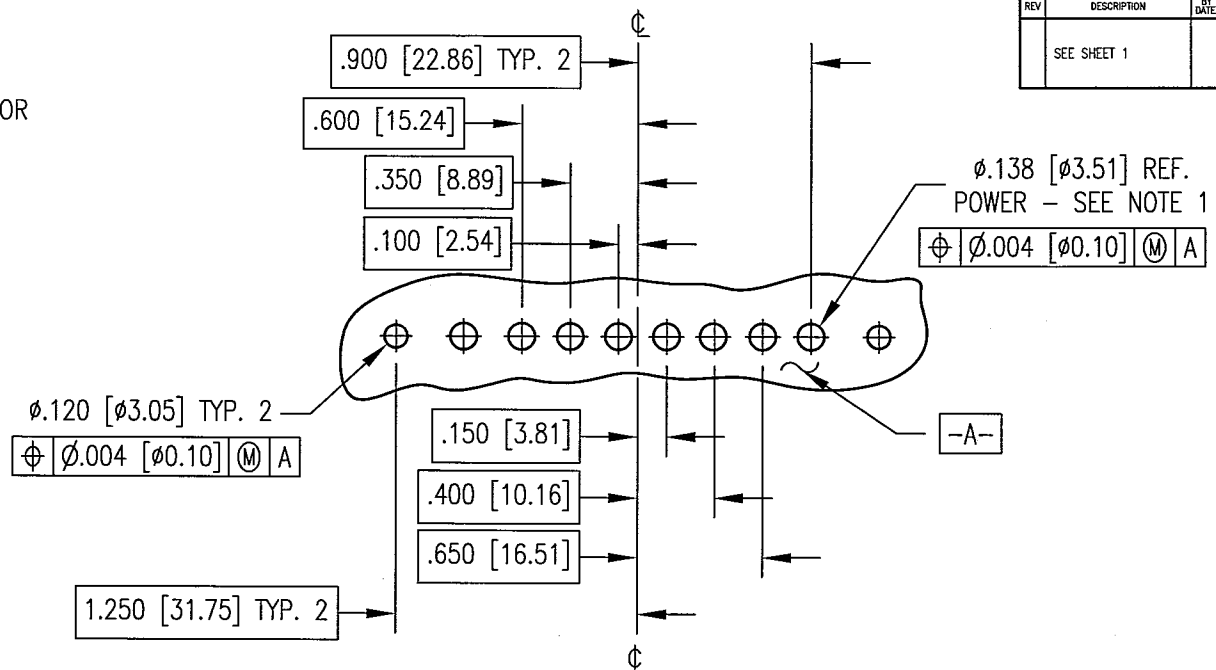 REV DESCRIPTION BY DATE
SEE SHEET 1
OR
℄
.900 [22.86] TYP. 2
.600 [15.24]
.350 [8.89]
.100 [2.54]
ø.138 [ø3.51] REF.
POWER – SEE NOTE 1
⌖ Ø.004 [ø0.10] Ⓜ A
ø.120 [ø3.05] TYP. 2
⌖ Ø.004 [ø0.10] Ⓜ A
.150 [3.81]
-A-
.400 [10.16]
.650 [16.51]
1.250 [31.75] TYP. 2
℄